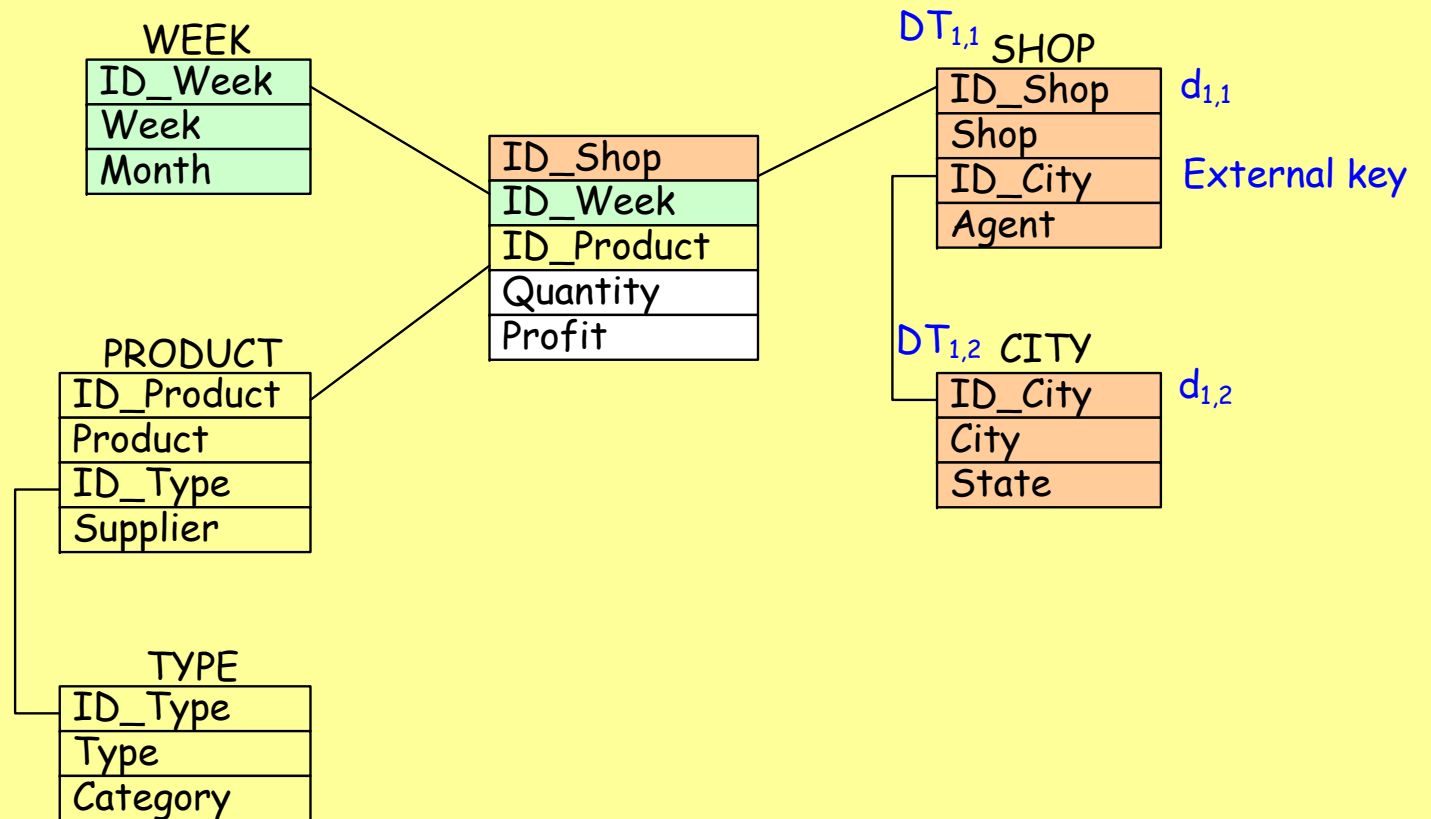 WEEK
ID_Week
Week
Month
ID_Shop
ID_Week
ID_Product
Quantity
Profit
DT1,1
SHOP
ID_Shop
d1,1
Shop
ID_City
External key
Agent
PRODUCT
ID_Product
Product
ID_Type
Supplier
DT1,2
CITY
ID_City
d1,2
City
State
TYPE
ID_Type
Type
Category